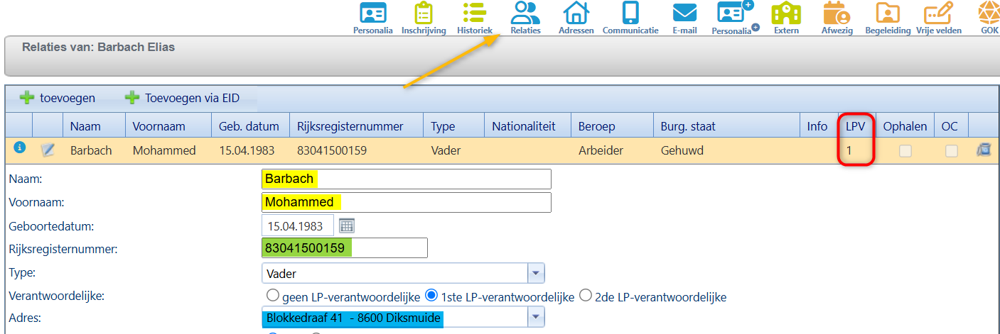 Personalia Inschrijving Historiek Relaties Adressen Communicatie E-mail Personalia Extern Afwezig Begeleiding Vrije velden GOK
Relaties van: Barbach Elias
toevoegen Toevoegen via EID
Naam Voornaam Geb. datum Rijksregisternummer Type Nationaliteit Beroep Burg. staat Info LPV Ophalen OC
Barbach Mohammed 15.04.1983 83041500159 Vader Arbeider Gehuwd 1
Naam: Barbach
Voornaam: Mohammed
Geboortedatum: 15.04.1983
Rijksregisternummer: 83041500159
Type: Vader
Verantwoordelijke: geen LP-verantwoordelijke 1ste LP-verantwoordelijke 2de LP-verantwoordelijke
Adres: Blokkedraaf 41 - 8600 Diksmuide